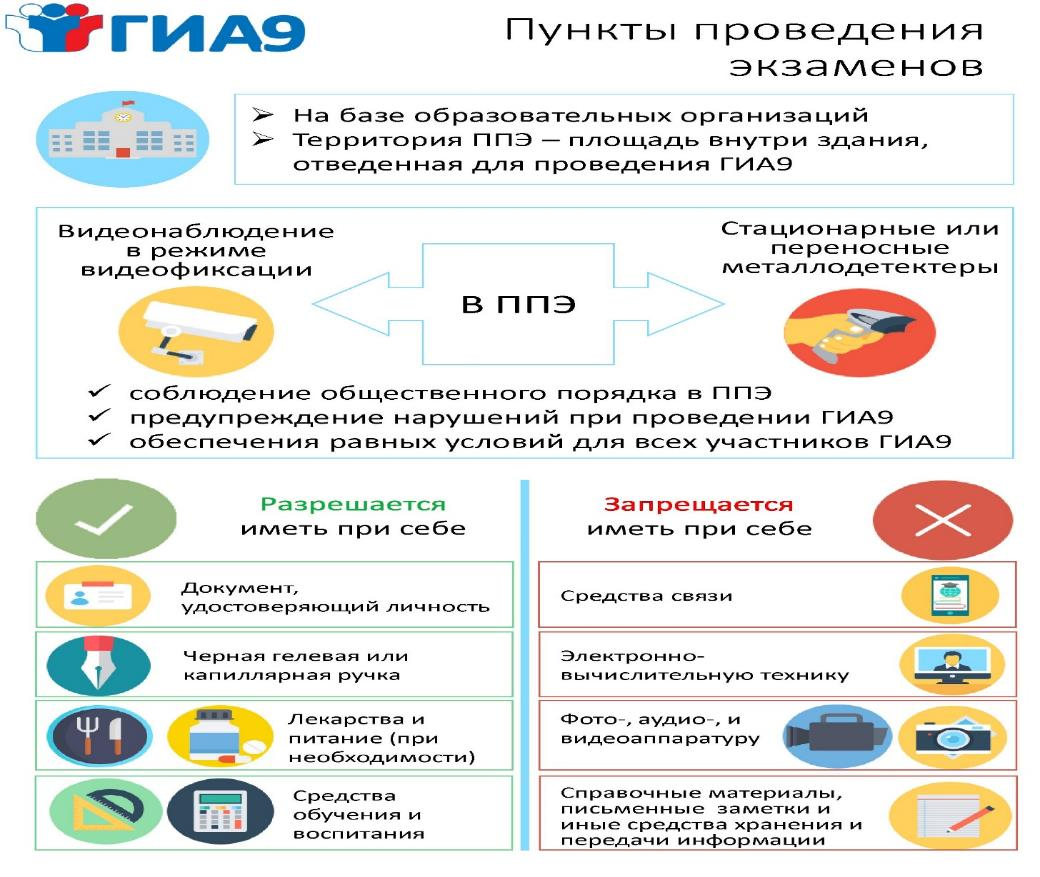 ГИА9
Пункты проведения
экзаменов
➢ На базе образовательных организаций
➢ Территория ППЭ – площадь внутри здания,
отведенная для проведения ГИА9
Видеонаблюдение
в режиме
видеофиксации
В ППЭ
Стационарные или
переносные
металлодетектеры
✓ соблюдение общественного порядка в ППЭ
✓ предупреждение нарушений при проведении ГИА9
✓ обеспечения равных условий для всех участников ГИА9
Разрешается
иметь при себе
Документ,
удостоверяющий личность
Черная гелевая или
капиллярная ручка
Лекарства и
питание (при
необходимости)
Средства
обучения и
воспитания
Запрещается
иметь при себе
Средства связи
Электронно-
вычислительную технику
Фото-, аудио-, и
видеоаппаратуру
Справочные материалы,
письменные заметки и
иные средства хранения и
передачи информации